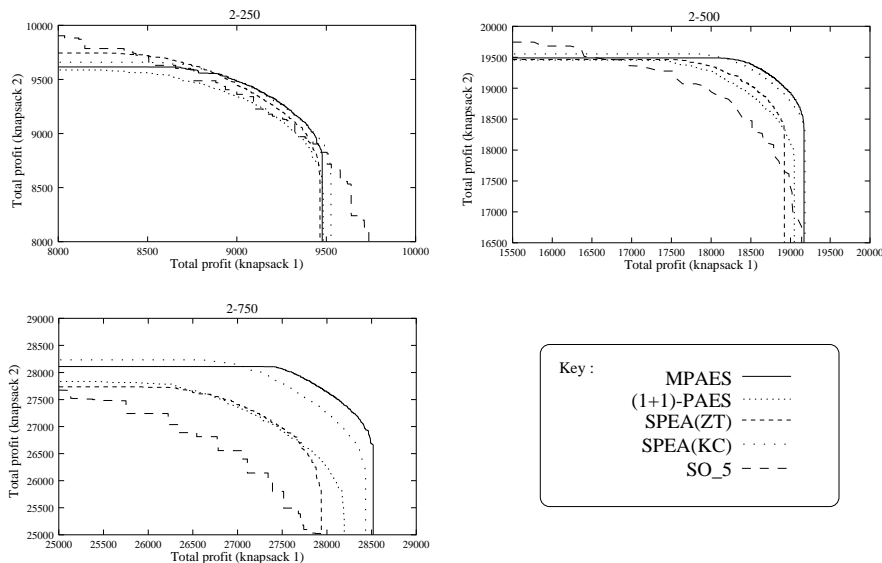 2-250
10000
9500
9000
8500
8000
Total profit (knapsack 2)
8000 8500 9000 9500 10000
Total profit (knapsack 1)
2-500
20000
19500
19000
18500
18000
17500
17000
16500
Total profit (knapsack 2)
15500 16000 16500 17000 17500 18000 18500 19000 19500 20000
Total profit (knapsack 1)
2-750
29000
28000
27000
26000
25000
Total profit (knapsack 2)
25000 25500 26000 26500 27000 27500 28000 28500 29000
Total profit (knapsack 1)
Key :
MPAES
(1+1)-PAES
SPEA(ZT)
SPEA(KC)
SO_5